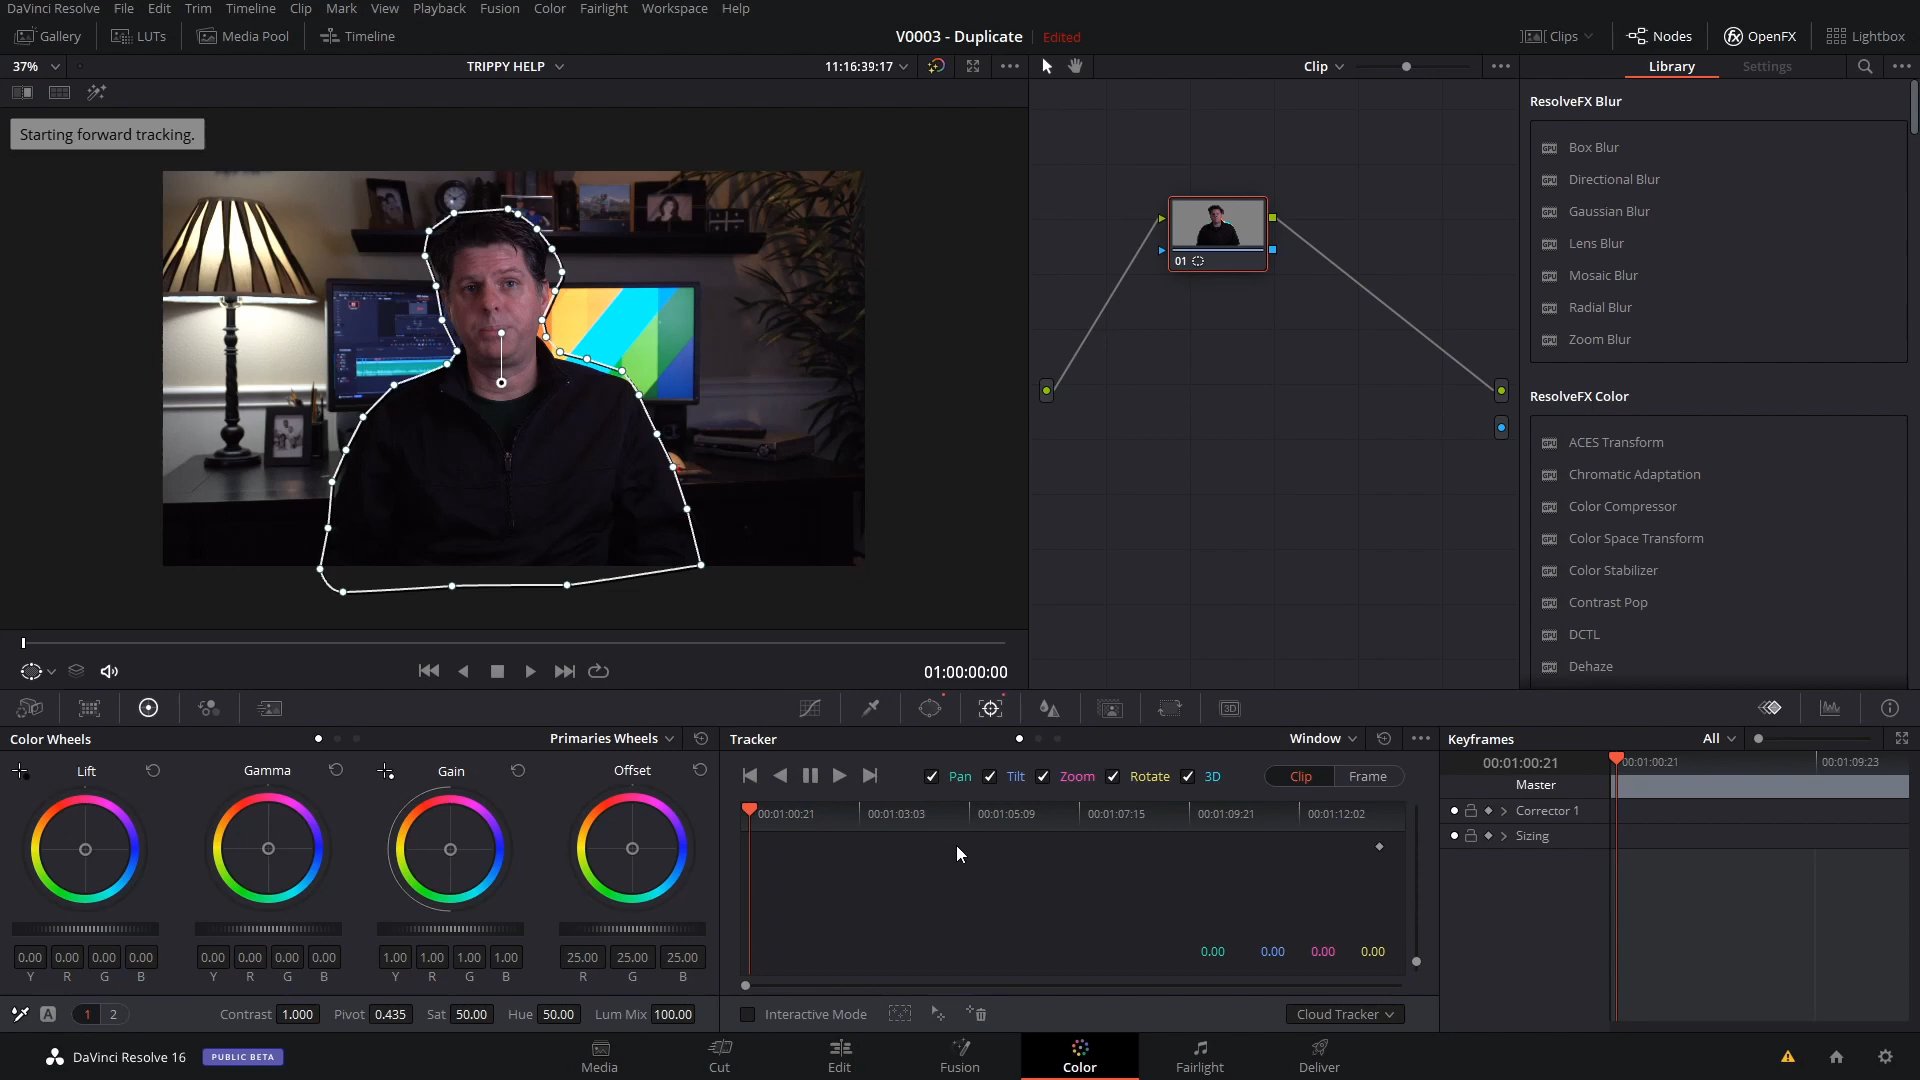 DaVinci Resolve File Edit Trim Timeline Clip Mark View Playback Fusion Color Fairlight Workspace Help
Gallery LUTs Media Pool Timeline V0003 - Duplicate Edited Clips Nodes OpenFX Lightbox
37% TRIPPY HELP 11:16:39:17 Clip Library Settings
Starting forward tracking.
ResolveFX Blur
Box Blur
Directional Blur
Gaussian Blur
Lens Blur
Mosaic Blur
Radial Blur
Zoom Blur
01
ResolveFX Color
ACES Transform
Chromatic Adaptation
Color Compressor
Color Space Transform
Color Stabilizer
Contrast Pop
DCTL
Dehaze
01:00:00:00
3D
Color Wheels Primaries Wheels
Lift Gamma Gain Offset
0.00 0.00 0.00 0.00 0.00 0.00 0.00 0.00 1.00 1.00 1.00 1.00 25.00 25.00 25.00
Y R G B Y R G B Y R G B R G B
A 1 2 Contrast 1.000 Pivot 0.435 Sat 50.00 Hue 50.00 Lum Mix 100.00
Tracker Window
Pan Tilt Zoom Rotate 3D Clip Frame
00:01:00:21 00:01:03:03 00:01:05:09 00:01:07:15 00:01:09:21 00:01:12:02
0.00 0.00 0.00 0.00
Interactive Mode Cloud Tracker
Keyframes All
00:01:00:21 00:01:00:21 00:01:09:23
Master
Corrector 1
Sizing
DaVinci Resolve 16 PUBLIC BETA Media Cut Edit Fusion Color Fairlight Deliver